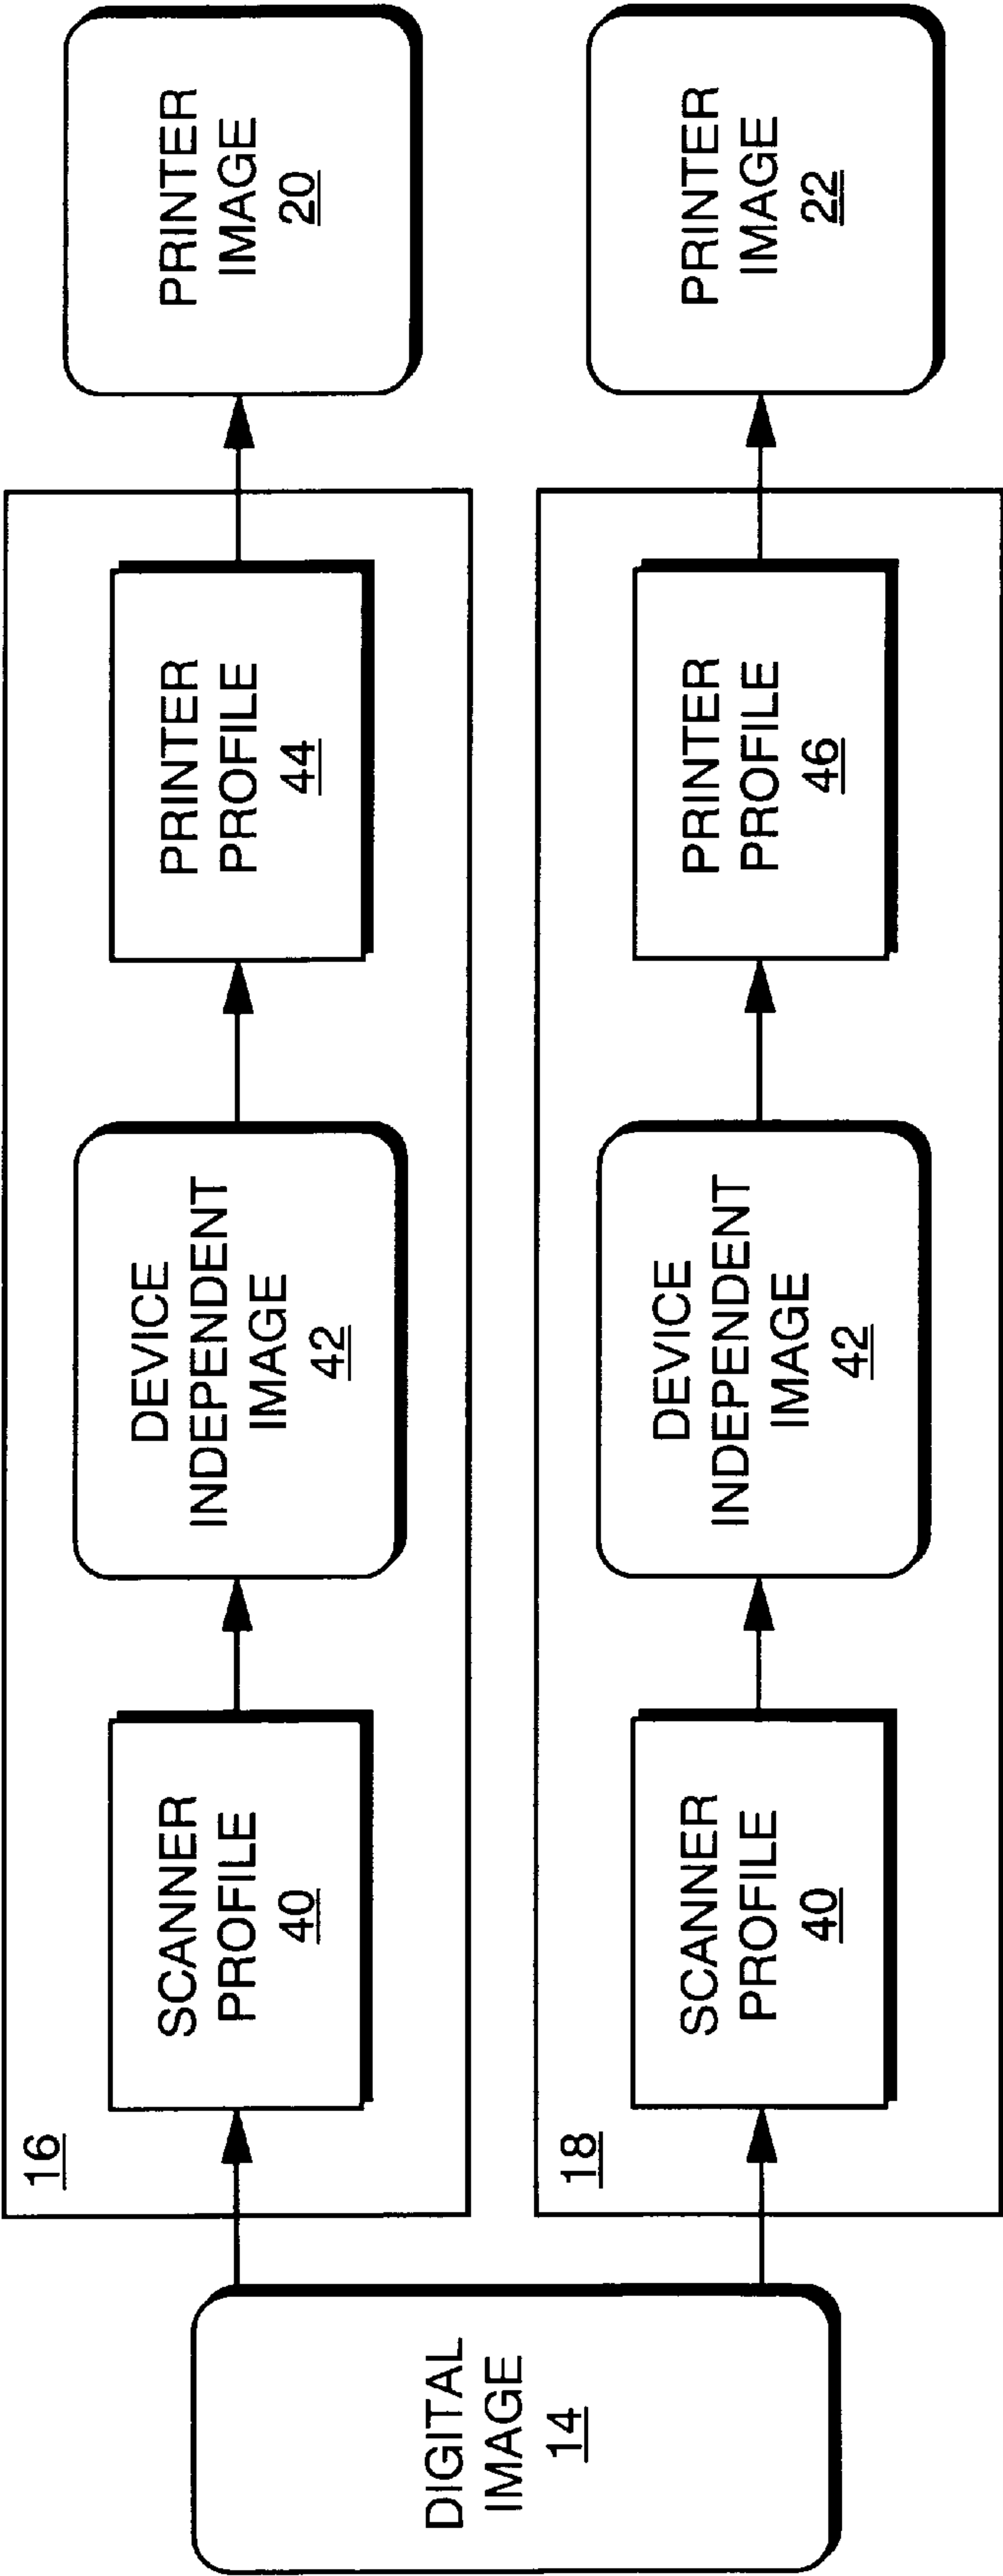 DIGITAL
IMAGE
14
16
SCANNER
PROFILE
40
DEVICE
INDEPENDENT
IMAGE
42
PRINTER
PROFILE
44
PRINTER
IMAGE
20
18
SCANNER
PROFILE
40
DEVICE
INDEPENDENT
IMAGE
42
PRINTER
PROFILE
46
PRINTER
IMAGE
22